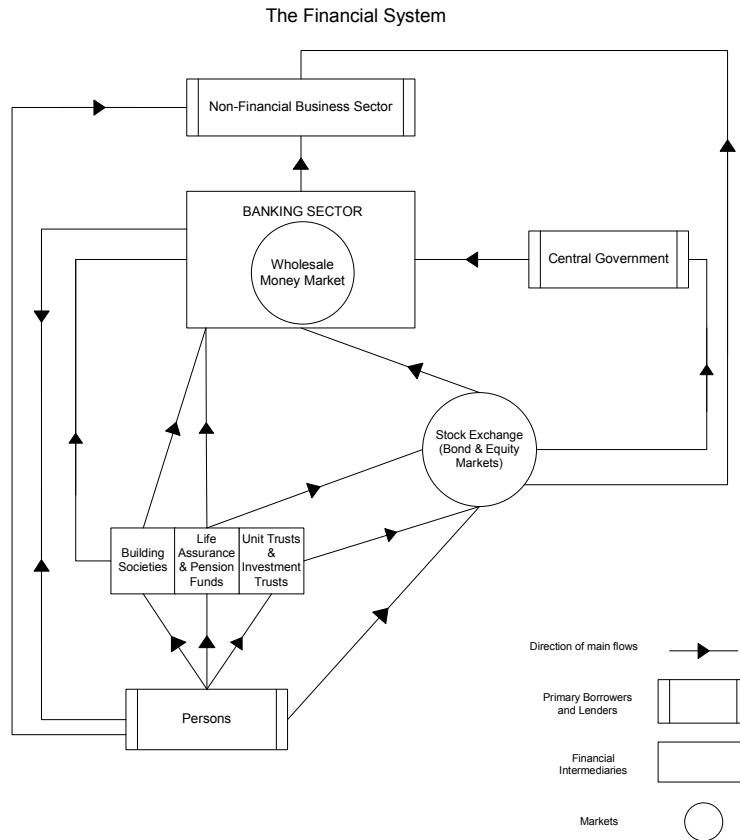 The Financial System
Non-Financial Business Sector
BANKING SECTOR
Wholesale
Money Market
Central Government
Stock Exchange
(Bond & Equity
Markets)
Building
Societies
Life
Assurance
& Pension
Funds
Unit Trusts
&
Investment
Trusts
Persons
Direction of main flows
Primary Borrowers
and Lenders
Financial
Intermediaries
Markets